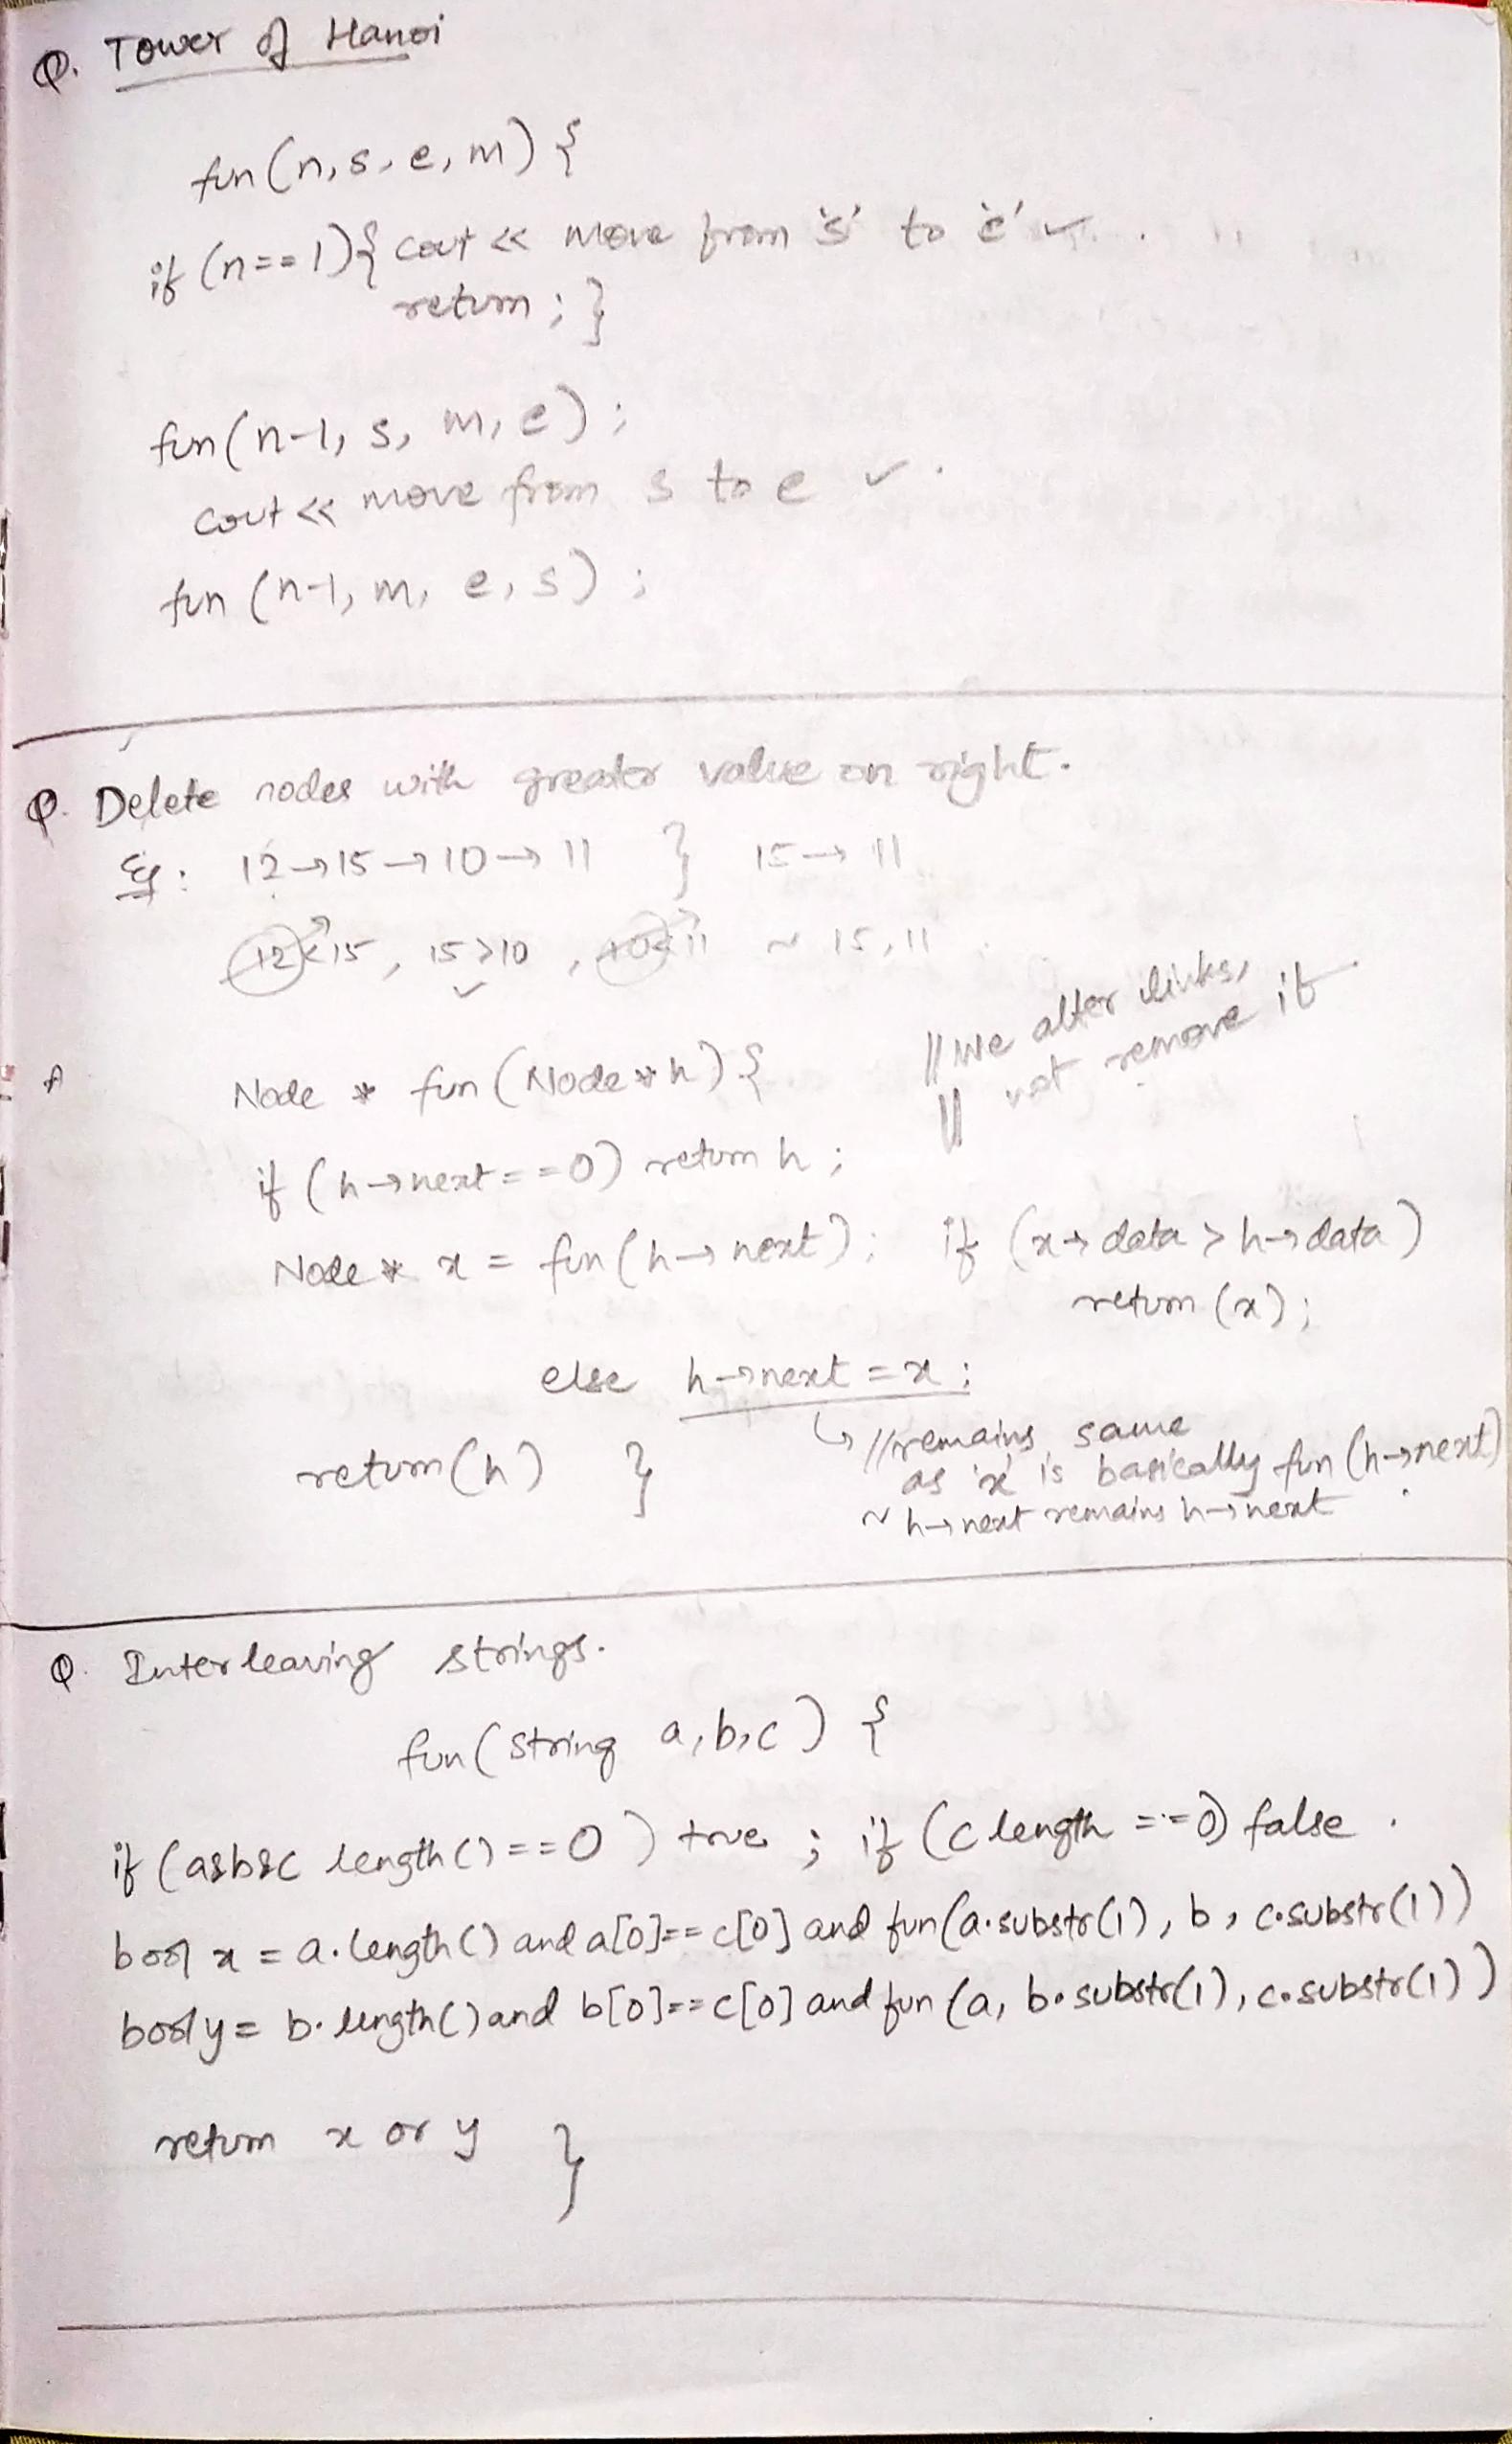 Q. Tower of Hanoi
fun (n, s, e, m) {
if (n==1) { cout << move from 's' to 'e' ✓
return ; }
fun (n-1, s, m, e) ;
cout << move from s to e ✓
fun (n-1, m, e, s) ;
Q. Delete nodes with greater value on right.
Eg: 12→15→10→11 } 15→11
12<15, 15>10, 10<11 ~ 15, 11
// We alter links,
// not remove it
Node * fun (Node * h) {
if (h→next==0) return h ;
Node * x = fun (h→next) ; if (x→data > h→data)
return (x) ;
else h→next = x ;
↳ //remains same
as 'x' is basically fun (h→next)
~ h→next remains h→next
return (h) }
Q. Interleaving strings.
fun (string a, b, c) {
if (a&b&c length()==0) true ; if (c length ==0) false .
bool x = a.length() and a[0]==c[0] and fun(a.substr(1), b, c.substr(1))
bool y = b.length() and b[0]==c[0] and fun (a, b.substr(1), c.substr(1))
return x or y }